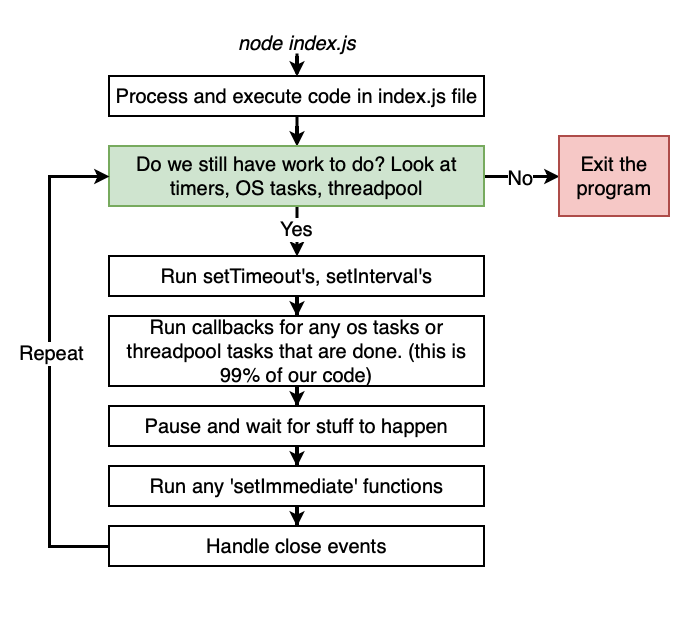 node index.js
Process and execute code in index.js file
Do we still have work to do? Look at
timers, OS tasks, threadpool
No
Exit the
program
Yes
Run setTimeout's, setInterval's
Run callbacks for any os tasks or
threadpool tasks that are done. (this is
99% of our code)
Repeat
Pause and wait for stuff to happen
Run any 'setImmediate' functions
Handle close events